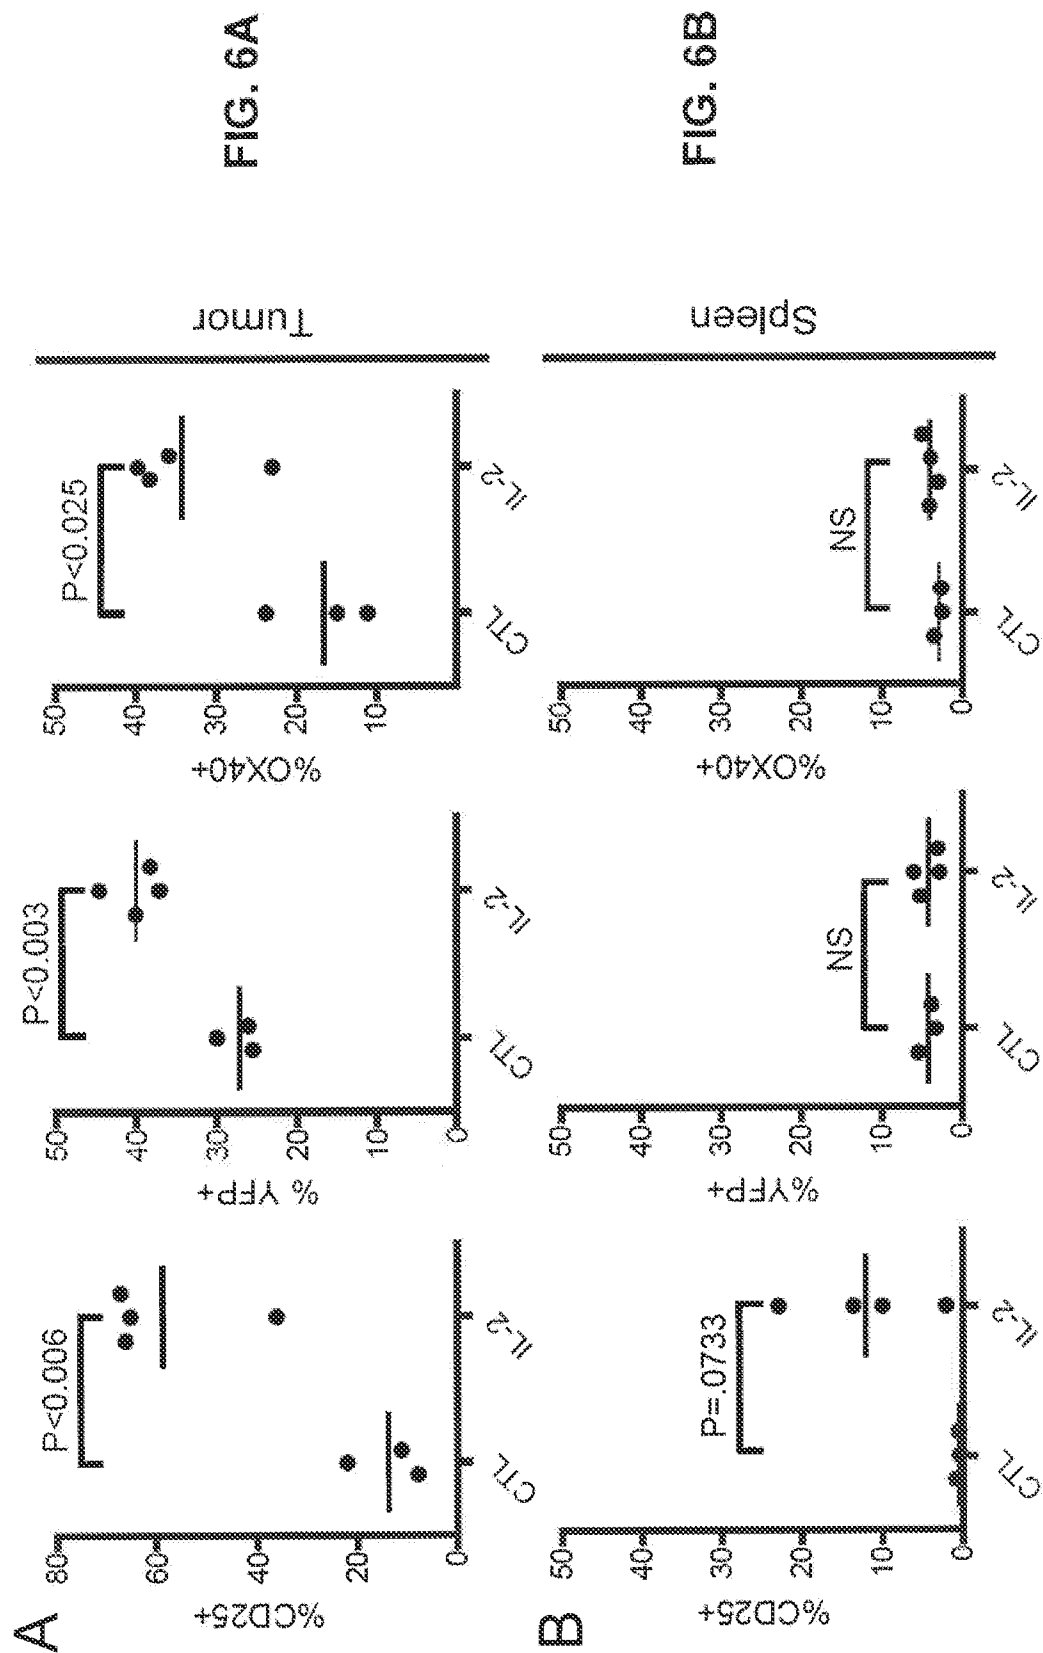 A
%CD25+
80
60
40
20
0
P<0.006
CTL
IL-2
% YFP+
50
40
30
20
10
0
P<0.003
CTL
IL-2
%OX40+
50
40
30
20
10
P<0.025
CTL
IL-2
Tumor
FIG. 6A
B
%CD25+
50
40
30
20
10
0
P=.0733
CTL
IL-2
%YFP+
50
40
30
20
10
0
NS
CTL
IL-2
%OX40+
50
40
30
20
10
0
NS
CTL
IL-2
Spleen
FIG. 6B